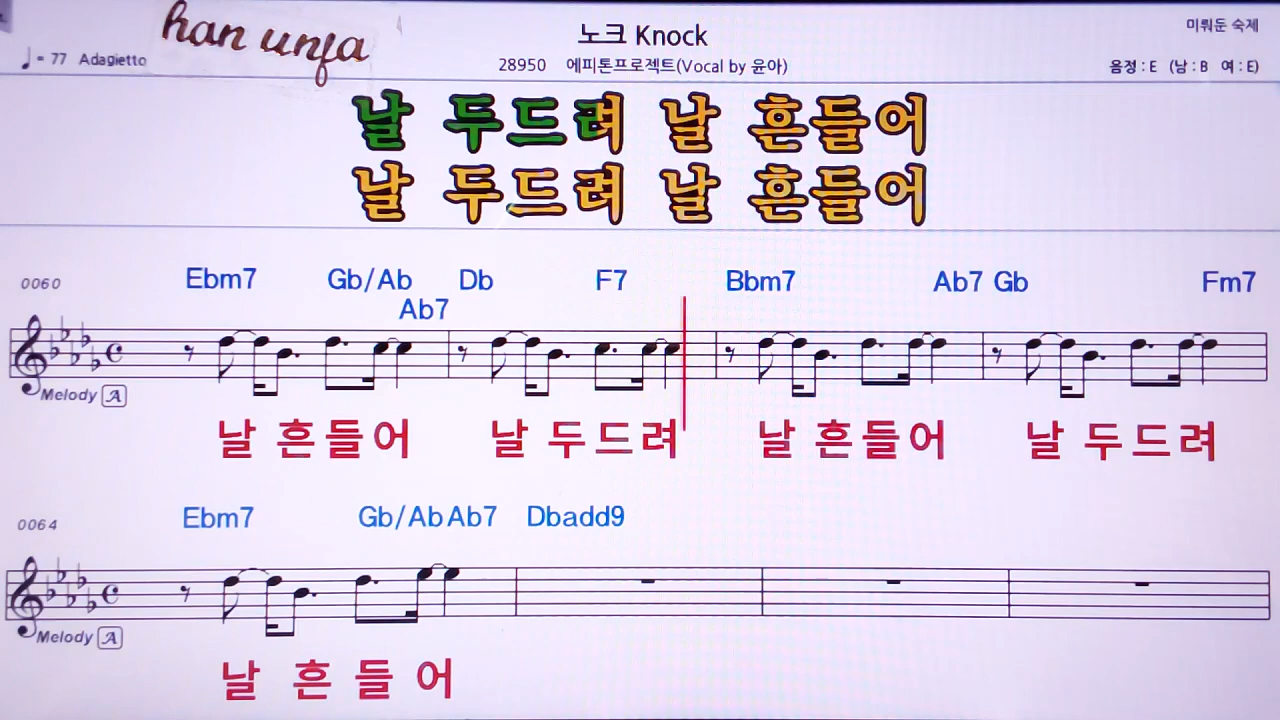 han unja
노크 Knock
미뤄둔 숙제
♩ = 77 Adagietto
28950 에피톤프로젝트(Vocal by 윤아)
음정 : E (남 : B 여 : E)
날 두드려 날 흔들어
날 두드려 날 흔들어
0060
Ebm7 Gb/Ab Db F7 Bbm7 Ab7 Gb Fm7
Ab7
Melody A
날 흔들어 날 두드려 날 흔들어 날 두드려
0064
Ebm7 Gb/Ab Ab7 Dbadd9
Melody A
날 흔 들 어